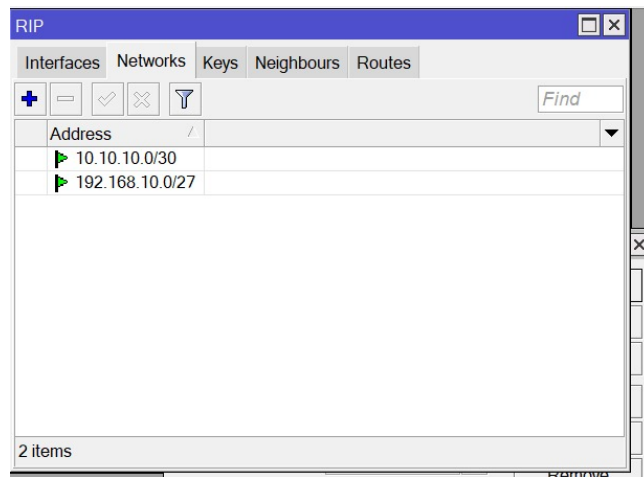 RIP
Interfaces Networks Keys Neighbours Routes
Find
Address
10.10.10.0/30
192.168.10.0/27
2 items
Remove